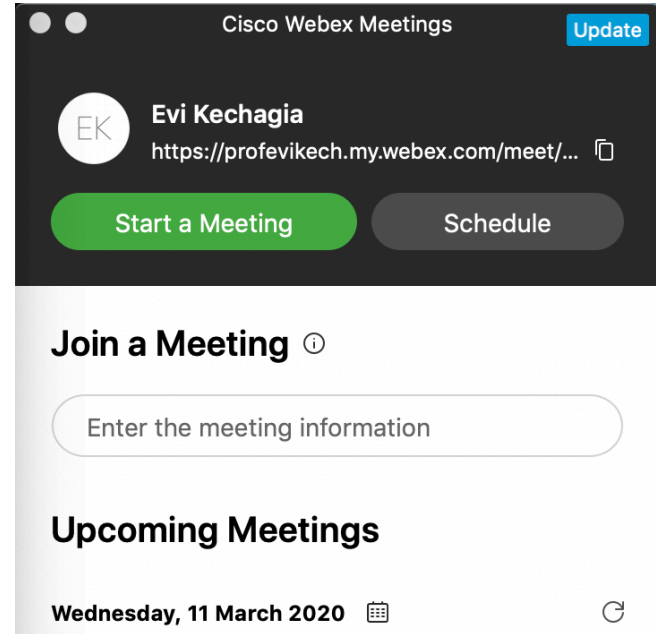 Cisco Webex Meetings
Update
EK
Evi Kechagia
https://profevikech.my.webex.com/meet/...
Start a Meeting
Schedule
Join a Meeting
Enter the meeting information
Upcoming Meetings
Wednesday, 11 March 2020